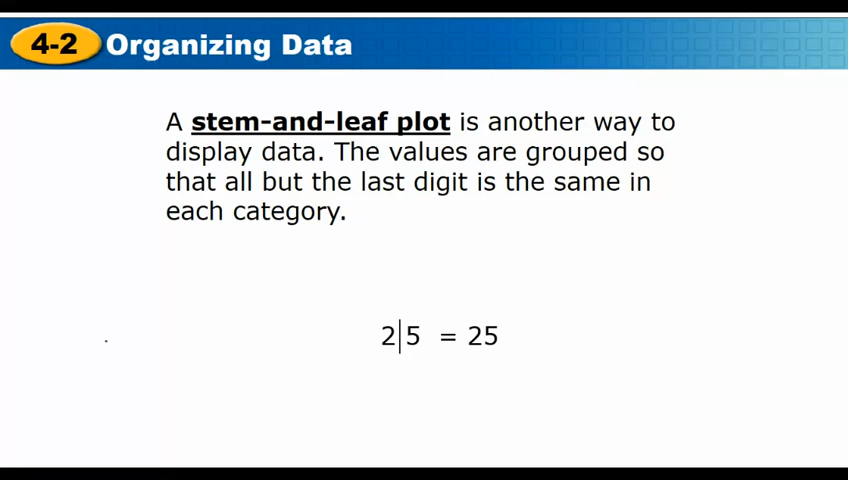 4-2 Organizing Data
A stem-and-leaf plot is another way to
display data. The values are grouped so
that all but the last digit is the same in
each category.
2|5 = 25